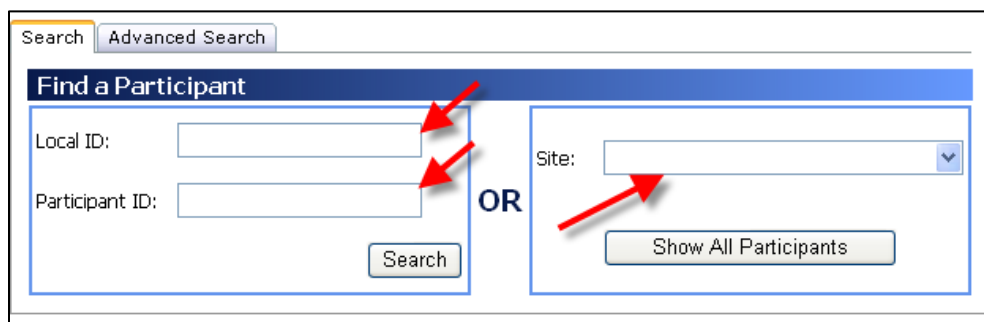 Search
Advanced Search
Find a Participant
Local ID:
Participant ID:
Search
OR
Site:
Show All Participants